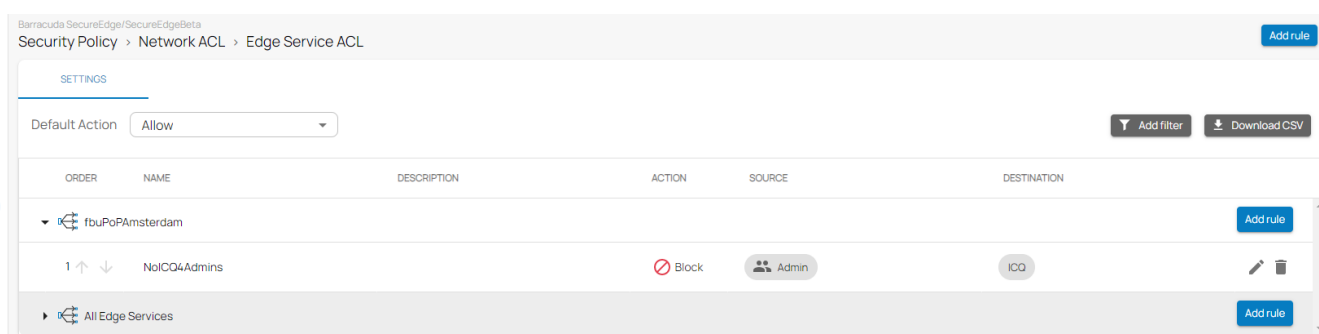 Barracuda SecureEdge/SecureEdgeBeta
Security Policy > Network ACL > Edge Service ACL
Add rule
SETTINGS
Default Action Allow
Add filter Download CSV
ORDER NAME DESCRIPTION ACTION SOURCE DESTINATION
fbuPoPAmsterdam Add rule
1 NoICQ4Admins Block Admin ICQ
All Edge Services Add rule